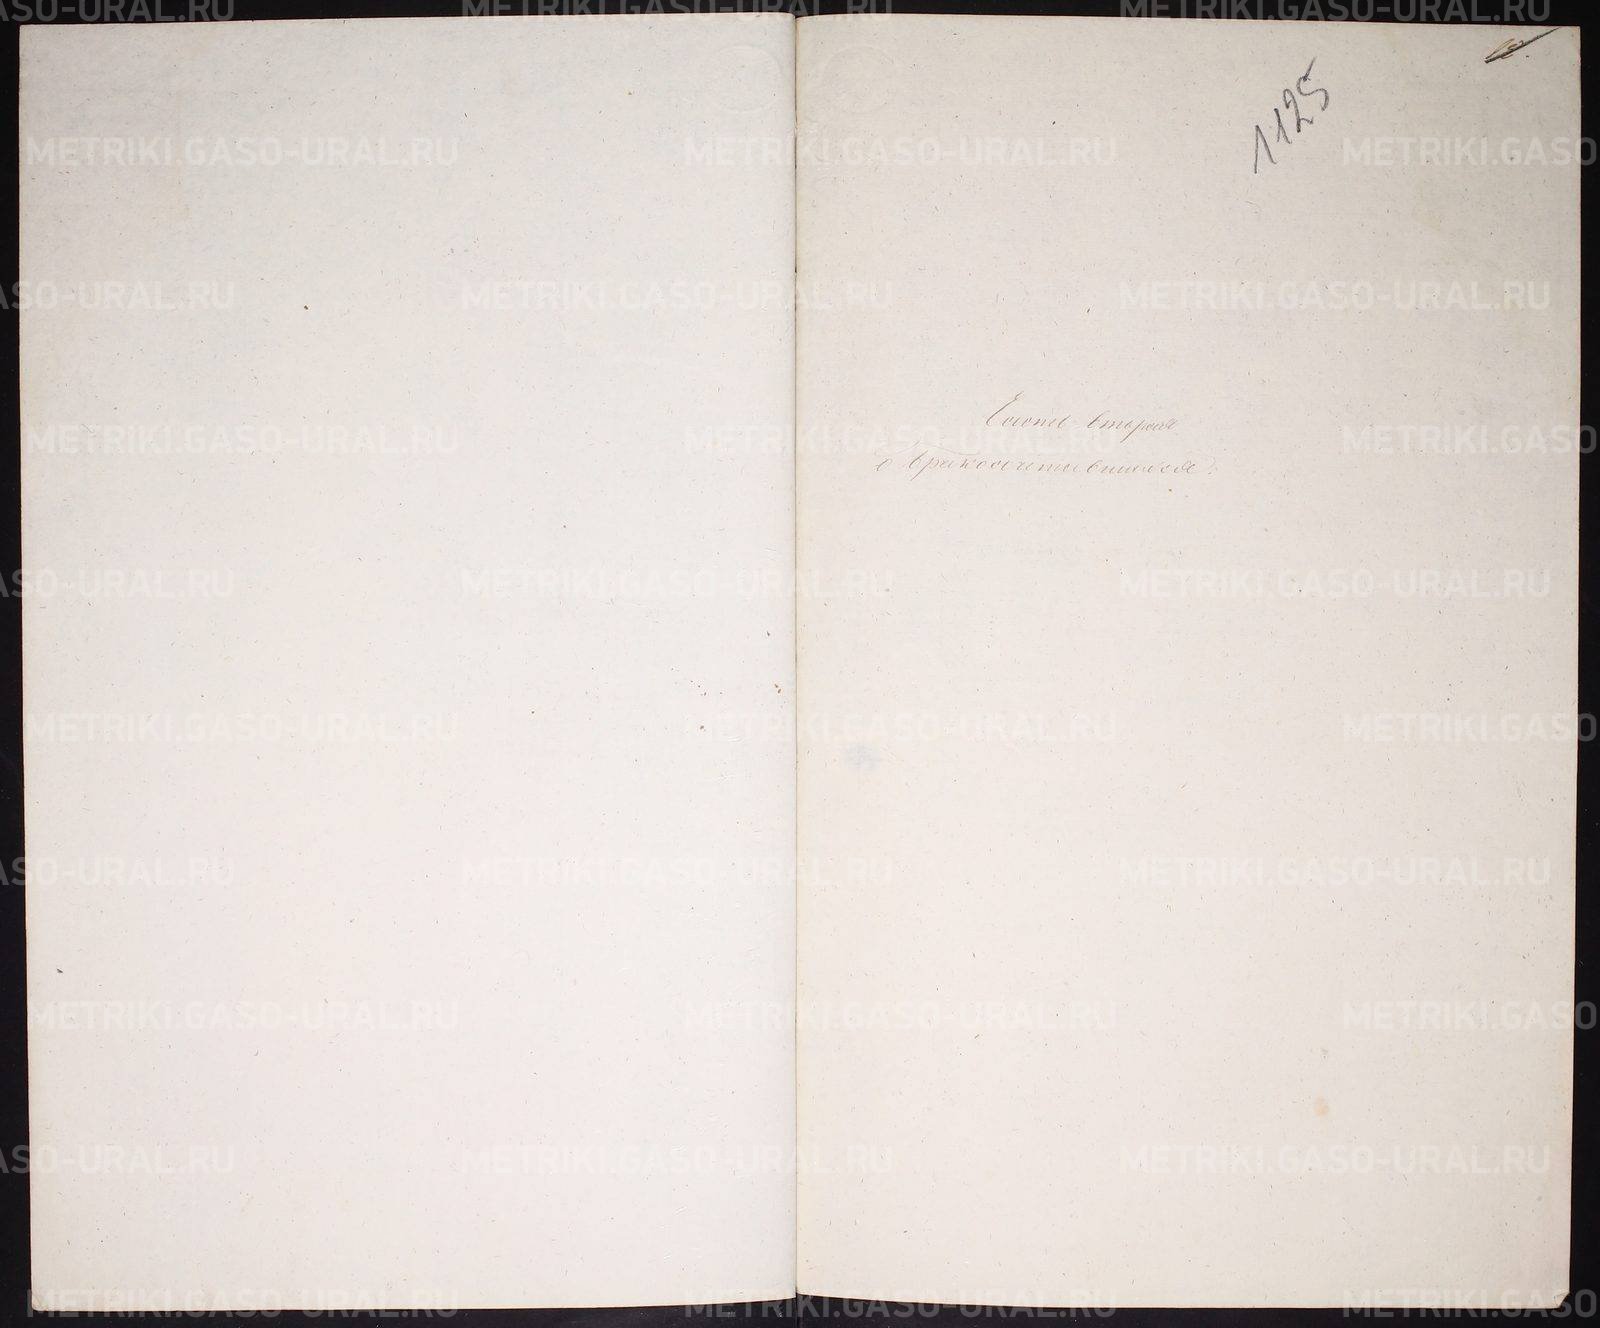 1125
Часть вторая
о бракосочетавшихся.